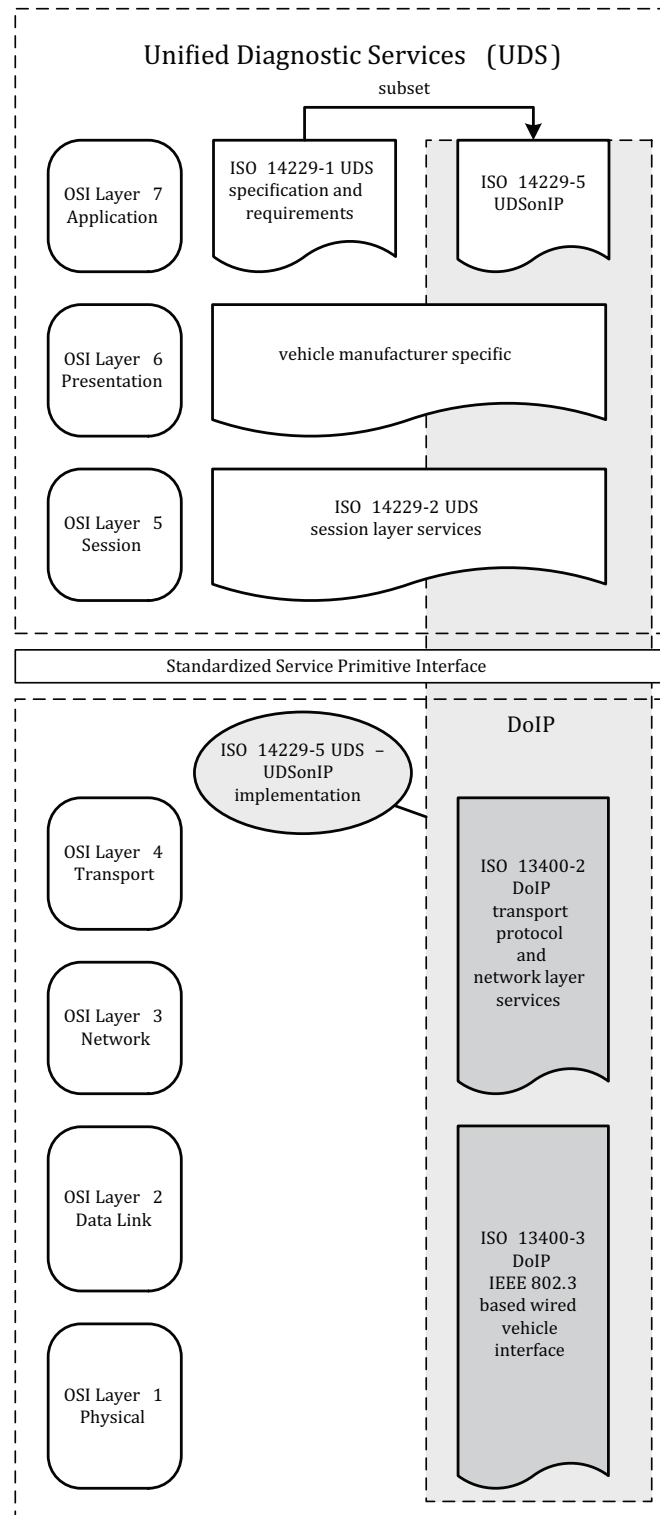 Unified Diagnostic Services (UDS)
subset
OSI Layer 7
Application
ISO 14229-1 UDS
specification and
requirements
ISO 14229-5
UDSonIP
OSI Layer 6
Presentation
vehicle manufacturer specific
OSI Layer 5
Session
ISO 14229-2 UDS
session layer services
Standardized Service Primitive Interface
ISO 14229-5 UDS –
UDSonIP
implementation
DoIP
OSI Layer 4
Transport
ISO 13400-2
DoIP
transport
protocol
and
network layer
services
OSI Layer 3
Network
OSI Layer 2
Data Link
ISO 13400-3
DoIP
IEEE 802.3
based wired
vehicle
interface
OSI Layer 1
Physical